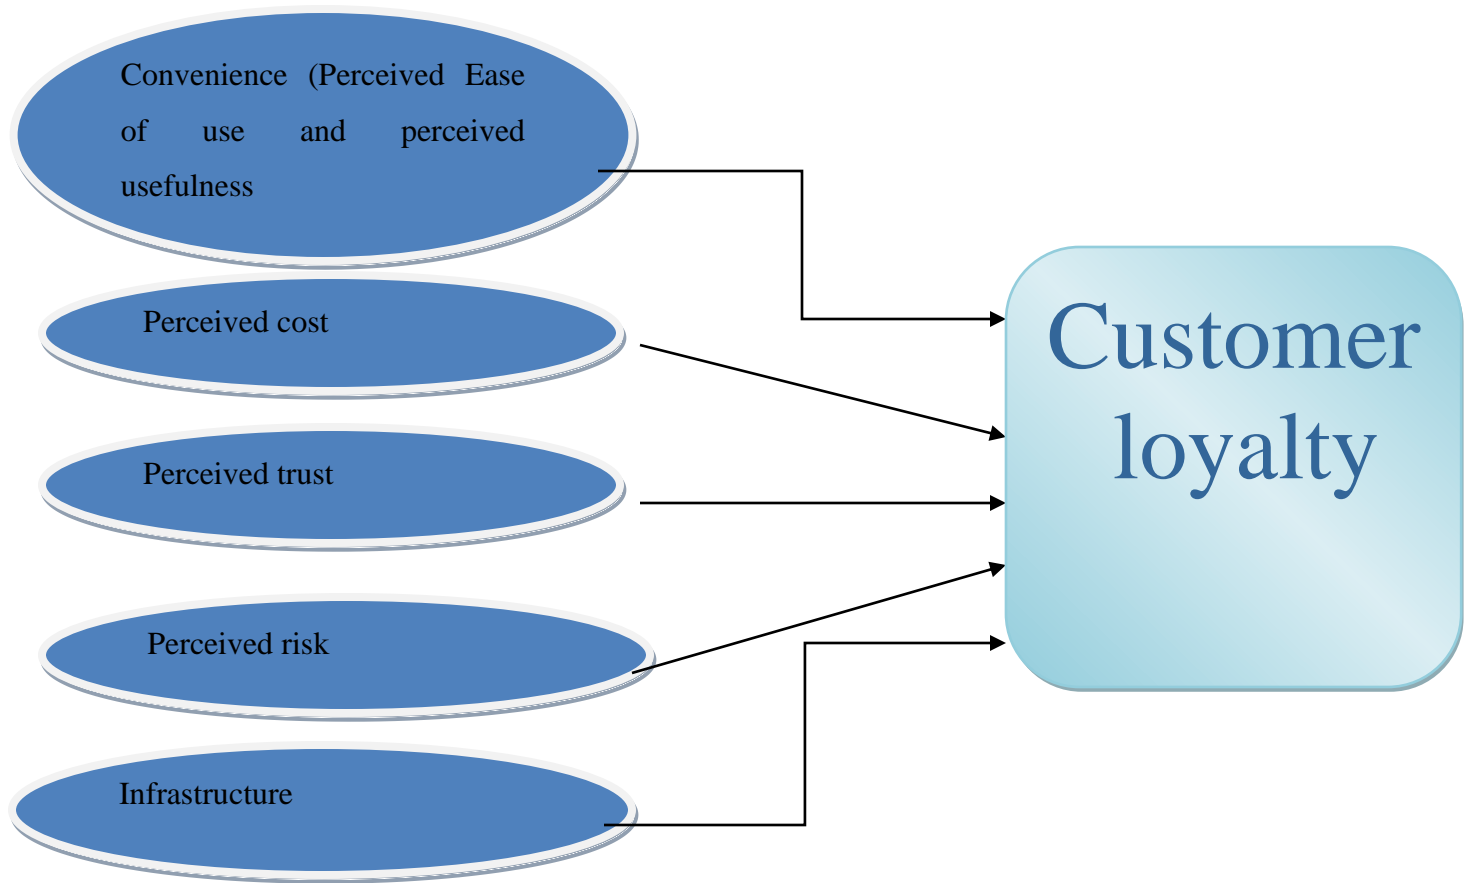 Convenience (Perceived Ease
of use and perceived
usefulness
Perceived cost
Perceived trust
Perceived risk
Infrastructure
Customer
loyalty